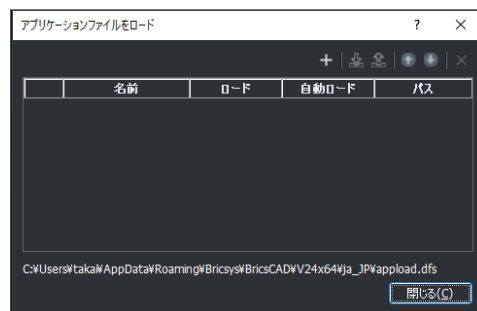 アプリケーションファイルをロード ? ×
名前 ロード 自動ロード パス
C:¥Users¥takai¥AppData¥Roaming¥Bricsys¥BricsCAD¥V24x64¥ja_JP¥appload.dfs
閉じる(C)